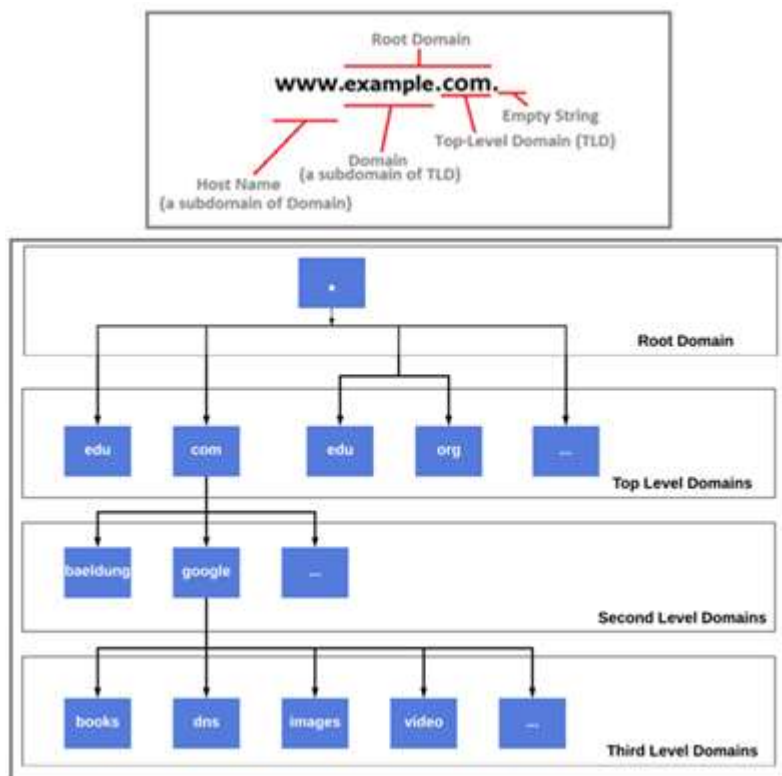 Root Domain
www.example.com.
Empty String
Top-Level Domain (TLD)
Domain
(a subdomain of TLD)
Host Name
(a subdomain of Domain)
.
Root Domain
edu com edu org ...
Top Level Domains
baeldung google ...
Second Level Domains
books dns images video ...
Third Level Domains